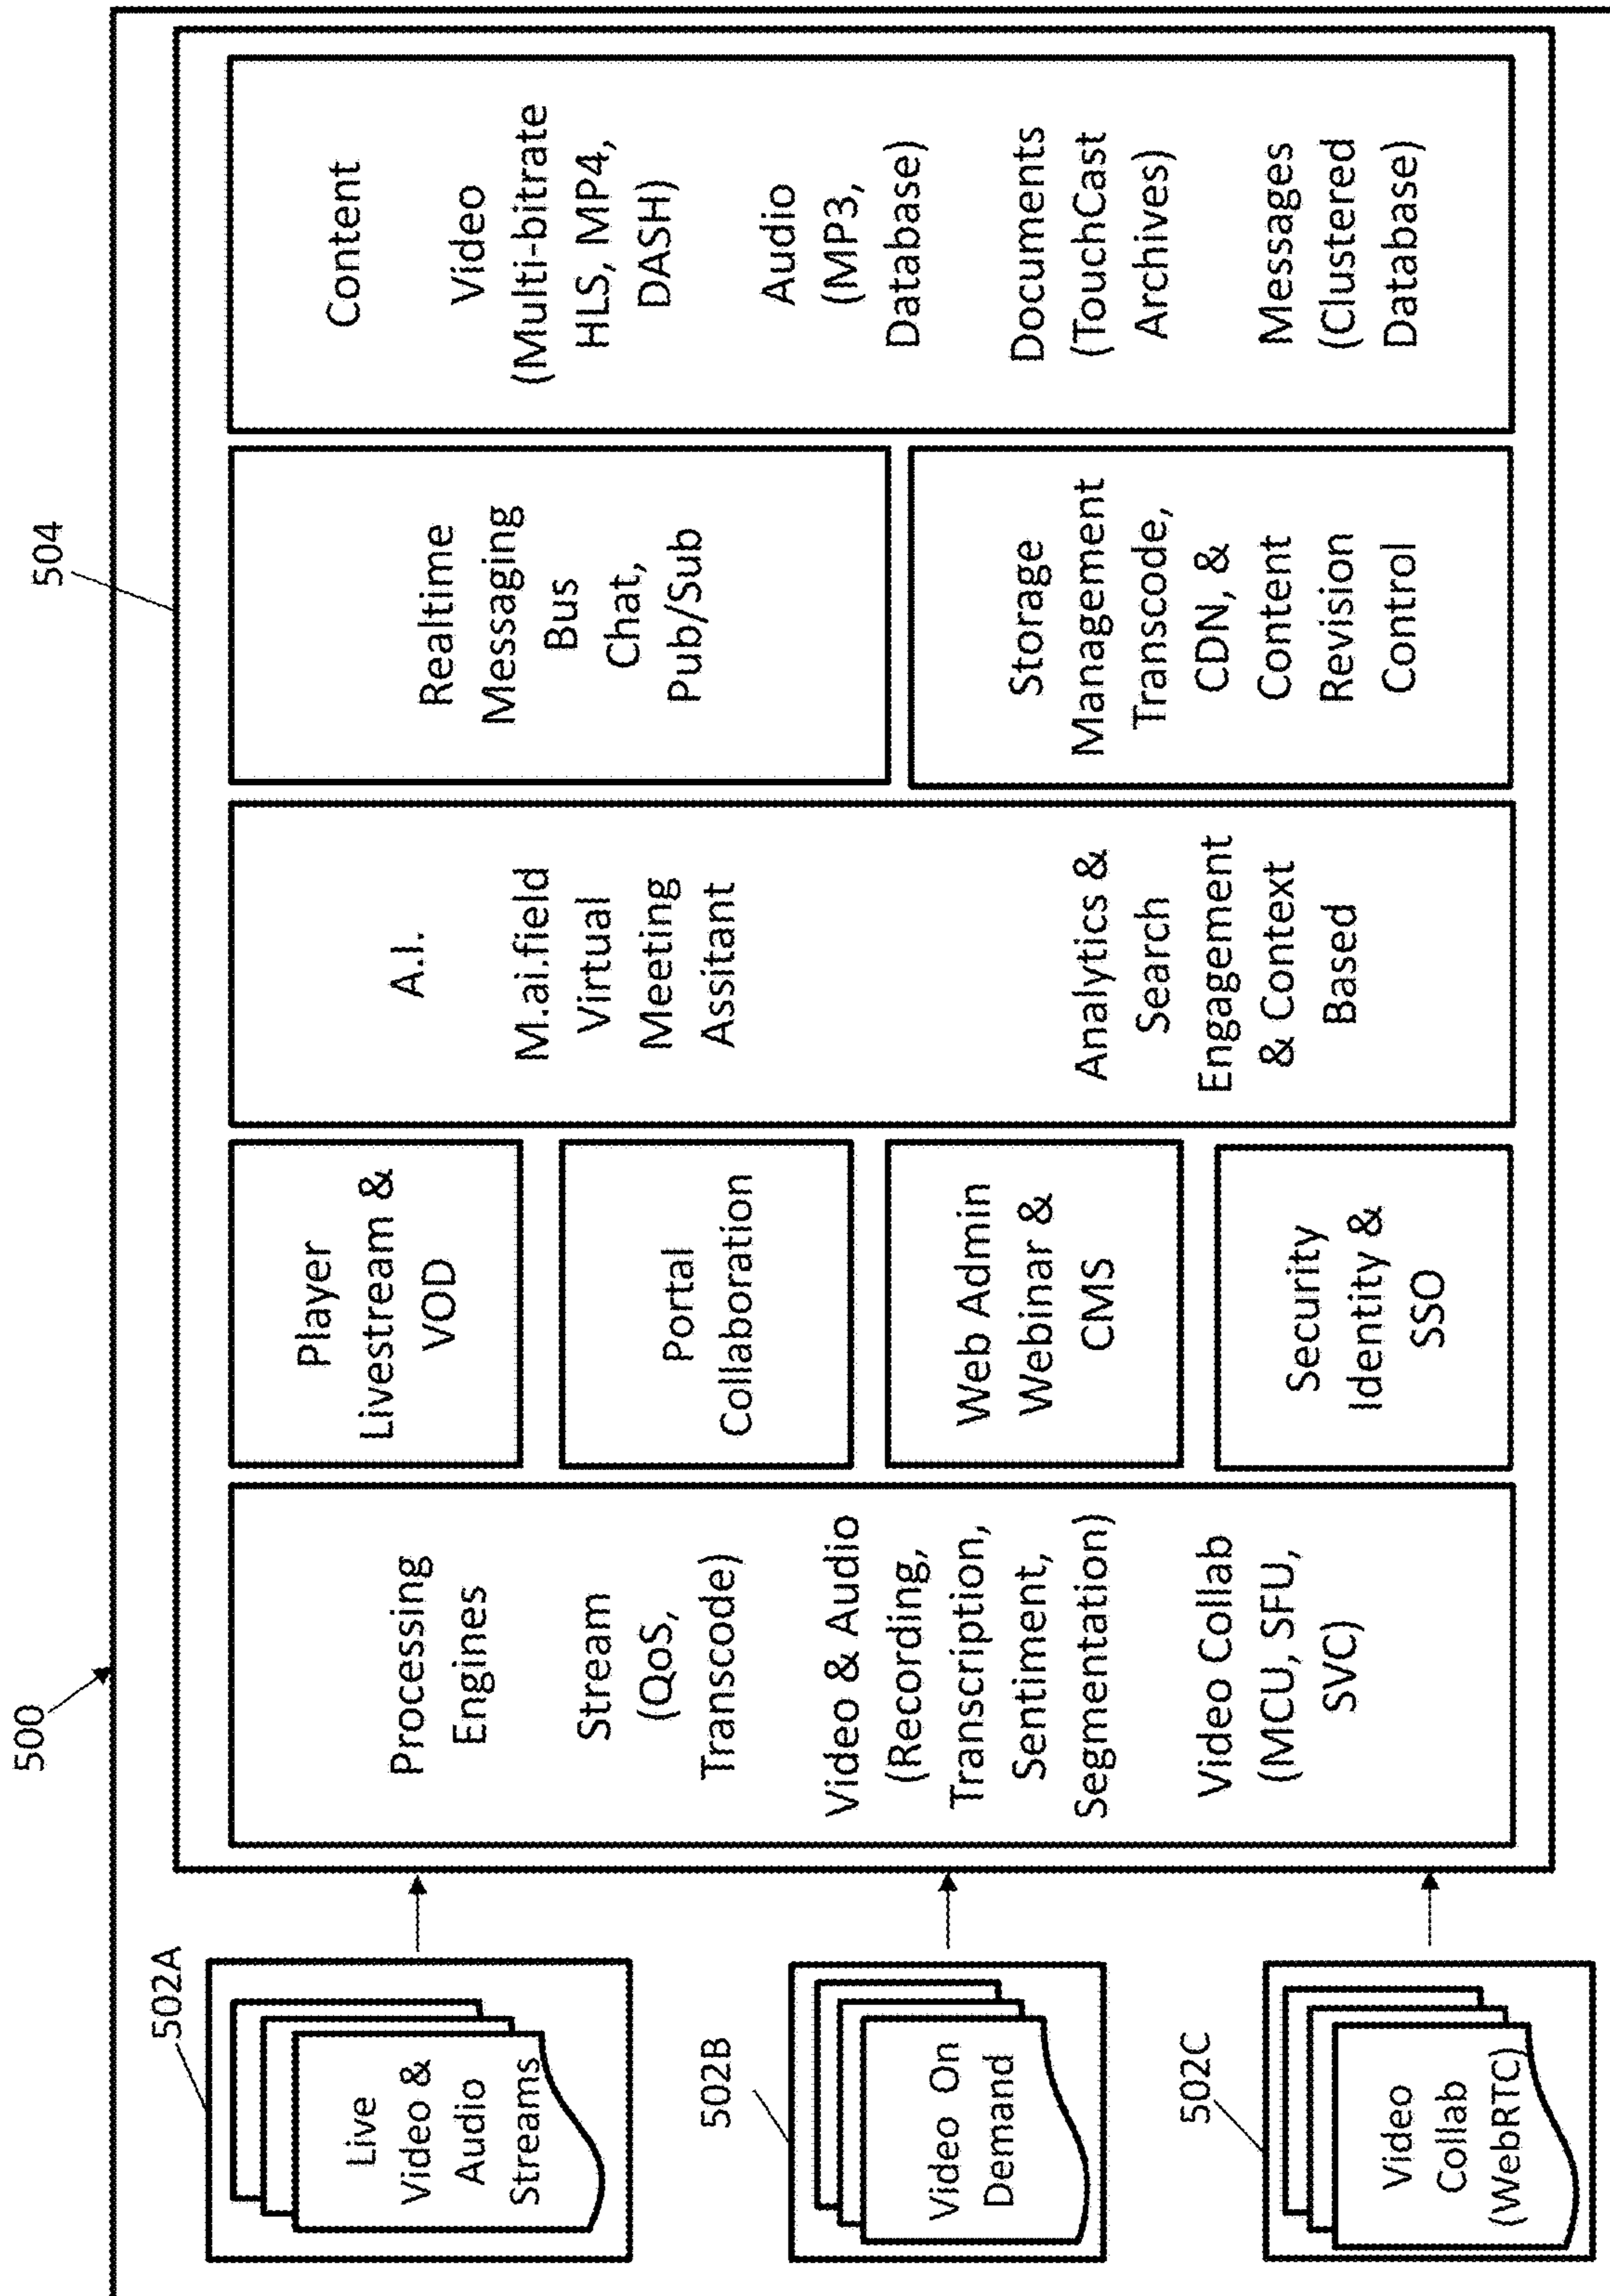 500
504
502A
Live
Video &
Audio
Streams
502B
Video On
Demand
502C
Video
Collab
(WebRTC)
Processing
Engines
Stream
(QoS,
Transcode)
Video & Audio
(Recording,
Transcription,
Sentiment,
Segmentation)
Video Collab
(MCU, SFU,
SVC)
Player
Livestream &
VOD
Portal
Collaboration
Web Admin
Webinar &
CMS
Security
Identity &
SSO
A.I.
M.ai.field
Virtual
Meeting
Assitant
Analytics &
Search
Engagement
& Context
Based
Realtime
Messaging
Bus
Chat,
Pub/Sub
Storage
Management
Transcode,
CDN, &
Content
Revision
Control
Content
Video
(Multi-bitrate
HLS, MP4,
DASH)
Audio
(MP3,
Database)
Documents
(TouchCast
Archives)
Messages
(Clustered
Database)